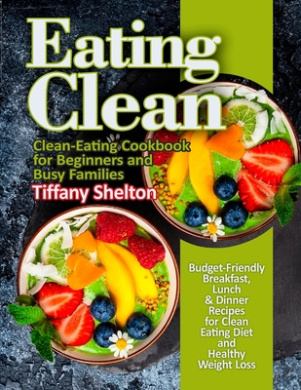 Eating
Clean
Clean-Eating Cookbook
for Beginners and
Busy Families
Tiffany Shelton
Budget-Friendly
Breakfast,
Lunch
& Dinner
Recipes
for Clean
Eating Diet
and
Healthy
Weight Loss